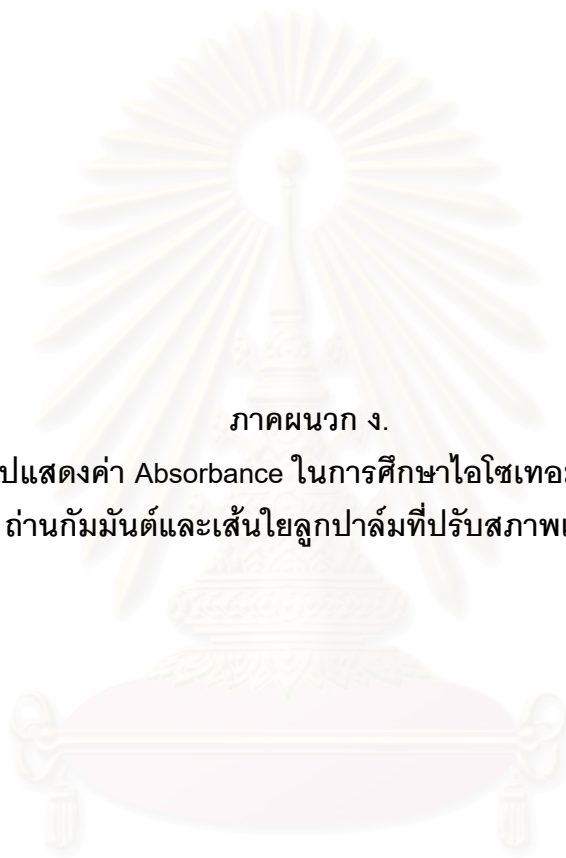 ภาคผนวก ง.
ปแสดงค่า Absorbance ในการศึกษาไอโซเทอ
ถ่านกัมมันต์และเส้นใยลูกปาล์มที่ปรับสภาพ